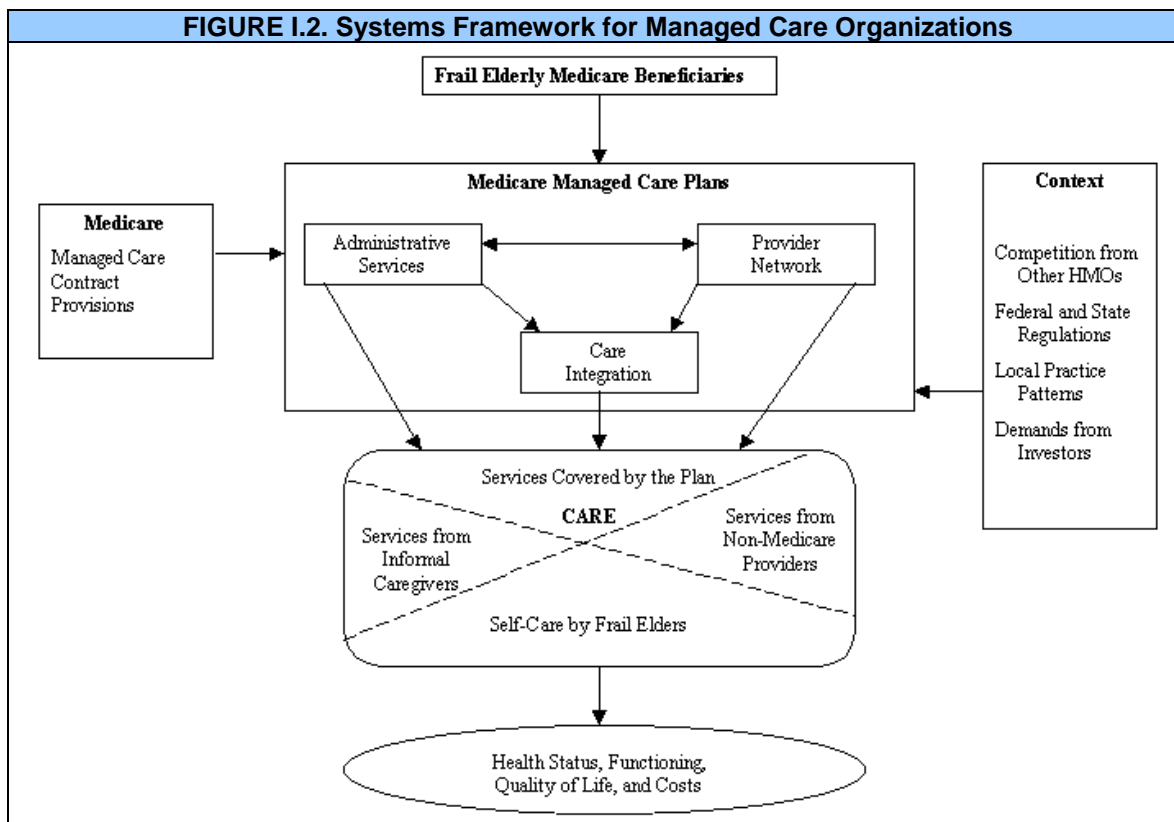 FIGURE I.2. Systems Framework for Managed Care Organizations
Frail Elderly Medicare Beneficiaries
Medicare Managed Care Plans
Medicare
Managed Care
Contract
Provisions
Administrative
Services
Provider
Network
Care
Integration
Context
Competition from
Other HMOs
Federal and State
Regulations
Local Practice
Patterns
Demands from
Investors
Services Covered by the Plan
CARE
Services from
Informal
Caregivers
Services from
Non-Medicare
Providers
Self-Care by Frail Elders
Health Status, Functioning,
Quality of Life, and Costs